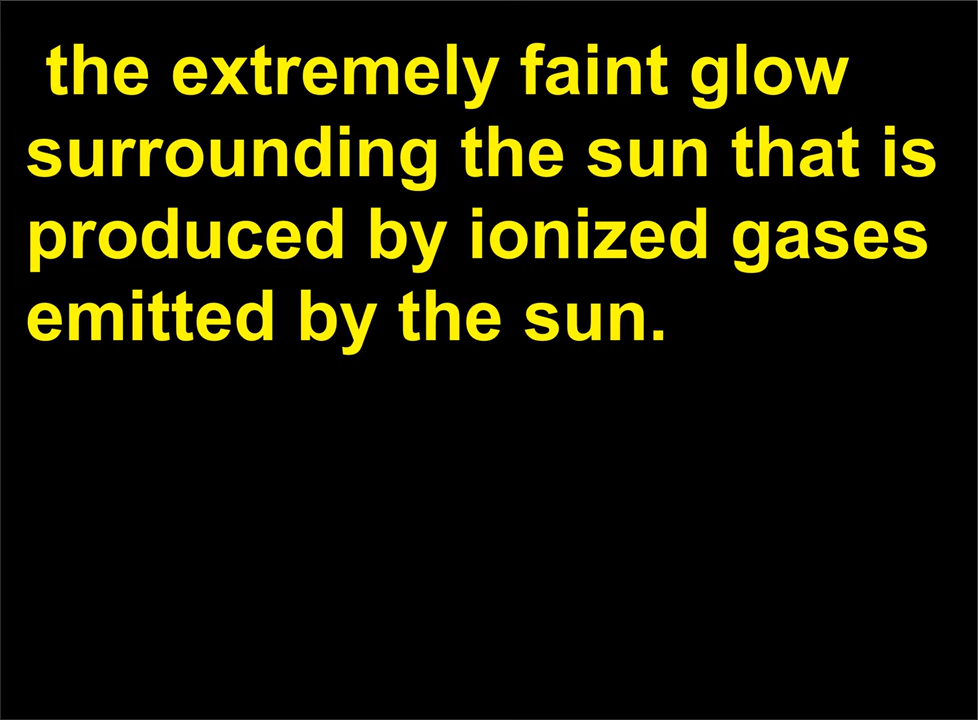 the extremely faint glow
surrounding the sun that is
produced by ionized gases
emitted by the sun.